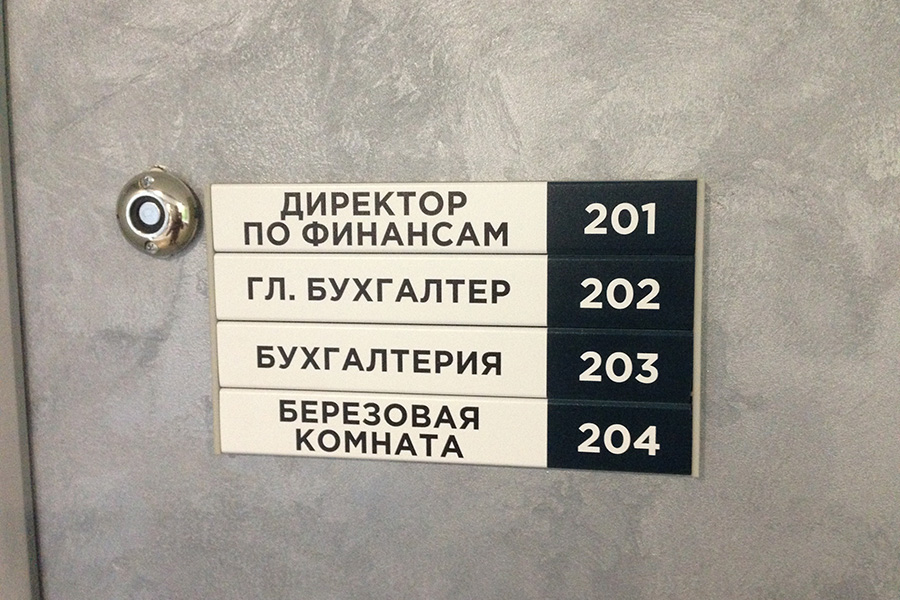 ДИРЕКТОР
ПО ФИНАНСАМ
201
ГЛ. БУХГАЛТЕР
202
БУХГАЛТЕРИЯ
203
БЕРЕЗОВАЯ
КОМНАТА
204